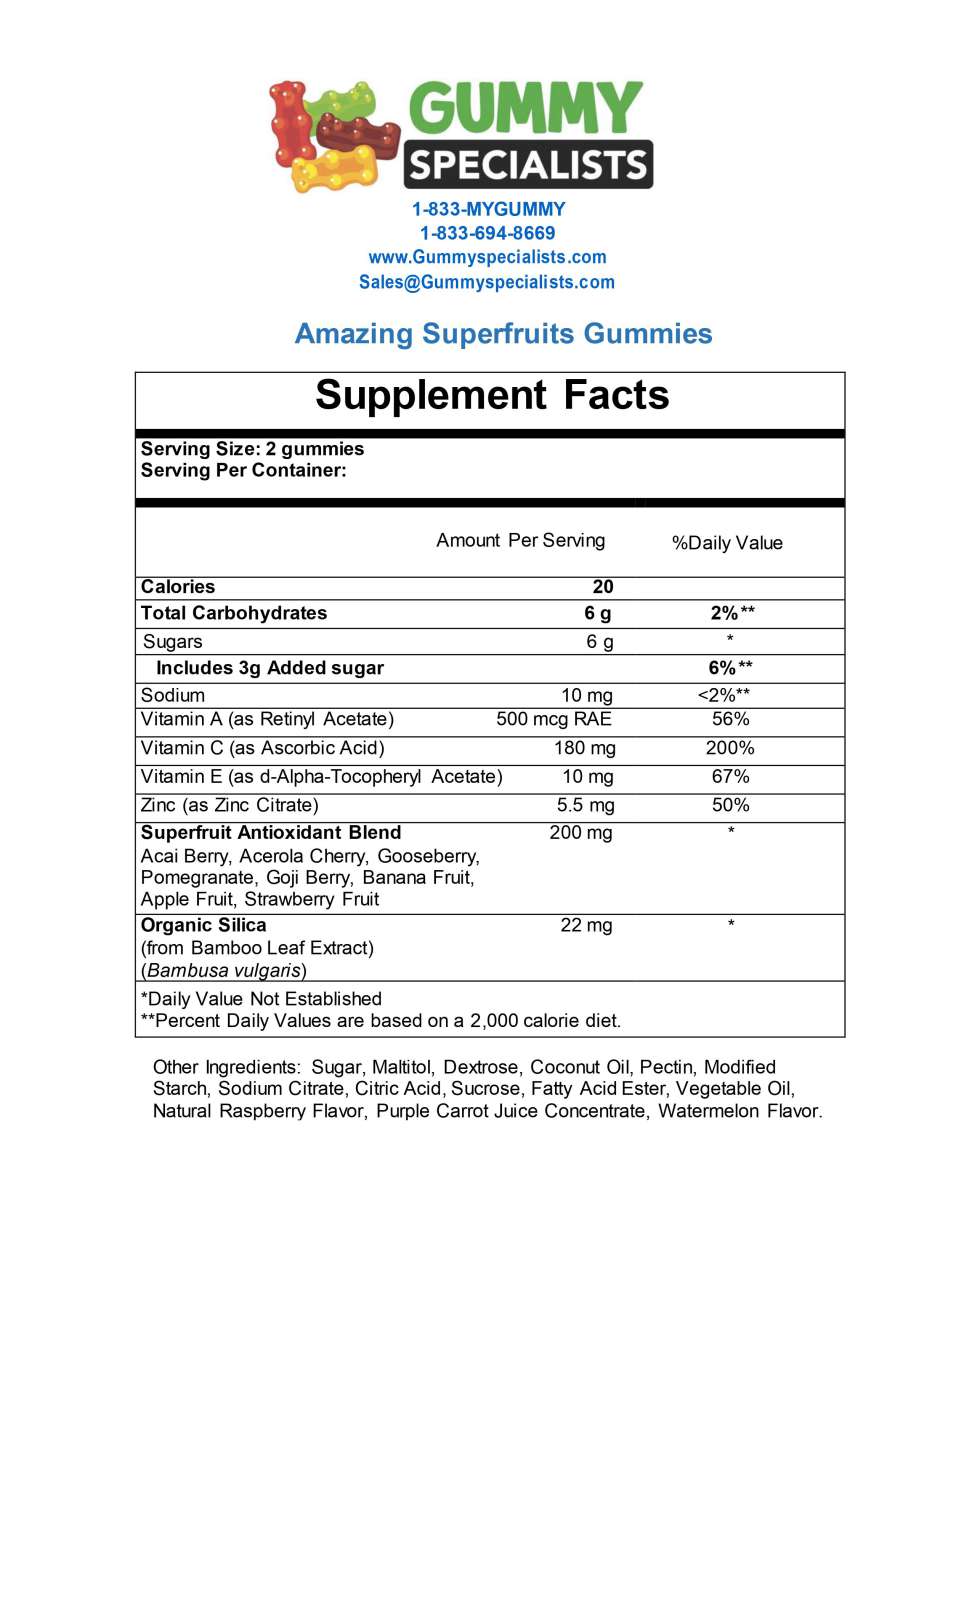 GUMMY
SPECIALISTS
1-833-MYGUMMY
1-833-694-8669
www.Gummyspecialists.com
Sales@Gummyspecialists.com
Amazing Superfruits Gummies
Supplement Facts
Serving Size: 2 gummies
Serving Per Container:
Amount Per Serving %Daily Value
Calories 20
Total Carbohydrates 6 g 2%**
Sugars 6 g *
Includes 3g Added sugar 6%**
Sodium 10 mg <2%**
Vitamin A (as Retinyl Acetate) 500 mcg RAE 56%
Vitamin C (as Ascorbic Acid) 180 mg 200%
Vitamin E (as d-Alpha-Tocopheryl Acetate) 10 mg 67%
Zinc (as Zinc Citrate) 5.5 mg 50%
Superfruit Antioxidant Blend 200 mg *
Acai Berry, Acerola Cherry, Gooseberry,
Pomegranate, Goji Berry, Banana Fruit,
Apple Fruit, Strawberry Fruit
Organic Silica 22 mg *
(from Bamboo Leaf Extract)
(Bambusa vulgaris)
*Daily Value Not Established
**Percent Daily Values are based on a 2,000 calorie diet.
Other Ingredients: Sugar, Maltitol, Dextrose, Coconut Oil, Pectin, Modified
Starch, Sodium Citrate, Citric Acid, Sucrose, Fatty Acid Ester, Vegetable Oil,
Natural Raspberry Flavor, Purple Carrot Juice Concentrate, Watermelon Flavor.